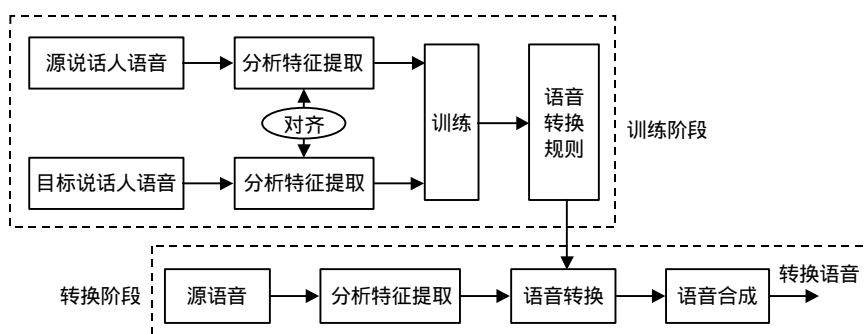 源说话人语音
分析特征提取
对齐
目标说话人语音
分析特征提取
训练
语音
转换
规则
训练阶段
转换阶段
源语音
分析特征提取
语音转换
语音合成
转换语音